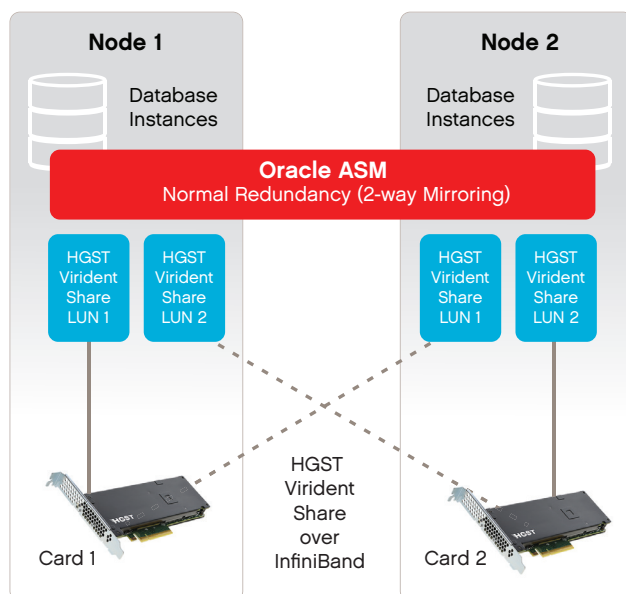 Node 1
Node 2
Database
Instances
Database
Instances
Oracle ASM
Normal Redundancy (2-way Mirroring)
HGST
Virident
Share
LUN 1
HGST
Virident
Share
LUN 2
HGST
Virident
Share
LUN 1
HGST
Virident
Share
LUN 2
HGST
Virident
Share
over
InfiniBand
HGST
Card 1
HGST
Card 2